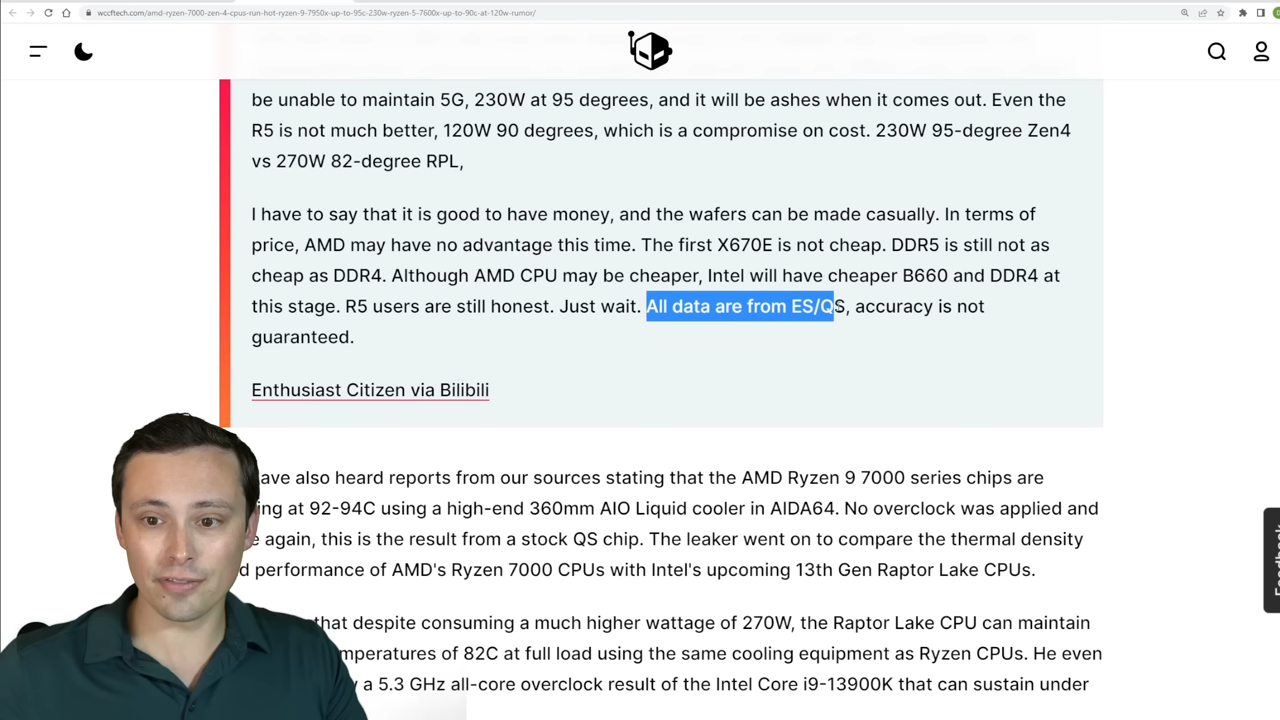 wccftech.com/amd-ryzen-7000-zen-4-cpus-run-hot-ryzen-9-7950x-up-to-95c-230w-ryzen-5-7600x-up-to-90c-at-120w-rumor/
be unable to maintain 5G, 230W at 95 degrees, and it will be ashes when it comes out. Even the
R5 is not much better, 120W 90 degrees, which is a compromise on cost. 230W 95-degree Zen4
vs 270W 82-degree RPL,
I have to say that it is good to have money, and the wafers can be made casually. In terms of
price, AMD may have no advantage this time. The first X670E is not cheap. DDR5 is still not as
cheap as DDR4. Although AMD CPU may be cheaper, Intel will have cheaper B660 and DDR4 at
this stage. R5 users are still honest. Just wait. All data are from ES/QS, accuracy is not
guaranteed.
Enthusiast Citizen via Bilibili
ave also heard reports from our sources stating that the AMD Ryzen 9 7000 series chips are
ing at 92-94C using a high-end 360mm AIO Liquid cooler in AIDA64. No overclock was applied and
e again, this is the result from a stock QS chip. The leaker went on to compare the thermal density
d performance of AMD's Ryzen 7000 CPUs with Intel's upcoming 13th Gen Raptor Lake CPUs.
that despite consuming a much higher wattage of 270W, the Raptor Lake CPU can maintain
mperatures of 82C at full load using the same cooling equipment as Ryzen CPUs. He even
a 5.3 GHz all-core overclock result of the Intel Core i9-13900K that can sustain under
Feedback